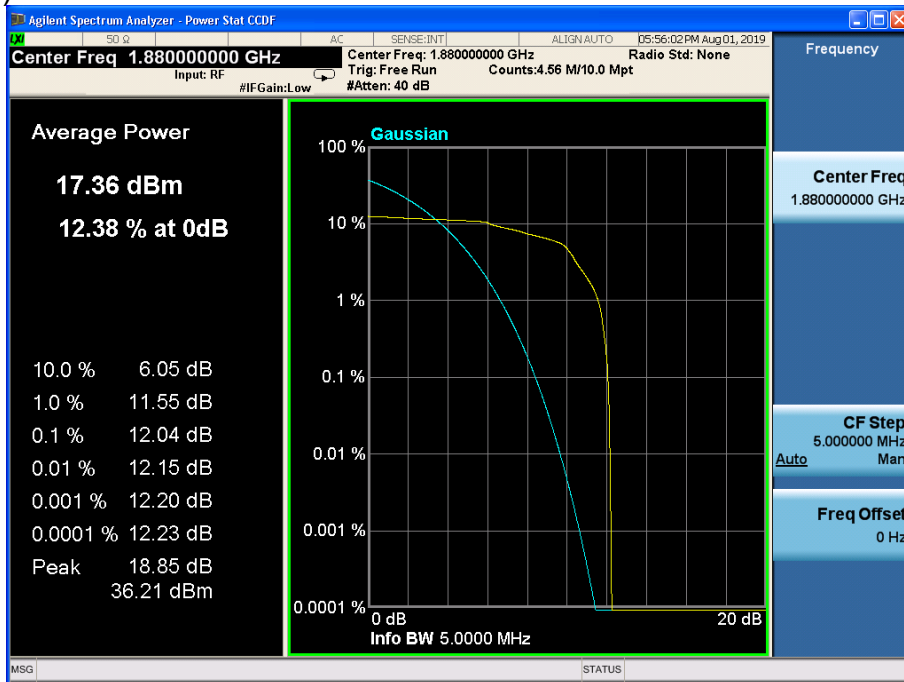 Agilent Spectrum Analyzer - Power Stat CCDF
LXI 50 Ω AC SENSE:INT ALIGN AUTO 05:56:02 PM Aug 01, 2019
Center Freq 1.880000000 GHz
Input: RF
#IFGain:Low
Center Freq: 1.880000000 GHz Radio Std: None
Trig: Free Run Counts:4.56 M/10.0 Mpt
#Atten: 40 dB
Average Power
17.36 dBm
12.38 % at 0dB
10.0 % 6.05 dB
1.0 % 11.55 dB
0.1 % 12.04 dB
0.01 % 12.15 dB
0.001 % 12.20 dB
0.0001 % 12.23 dB
Peak 18.85 dB
36.21 dBm
Gaussian
100 %
10 %
1 %
0.1 %
0.01 %
0.001 %
0.0001 %
0 dB 20 dB
Info BW 5.0000 MHz
Frequency
Center Freq
1.880000000 GHz
CF Step
5.000000 MHz
Auto Man
Freq Offset
0 Hz
MSG STATUS